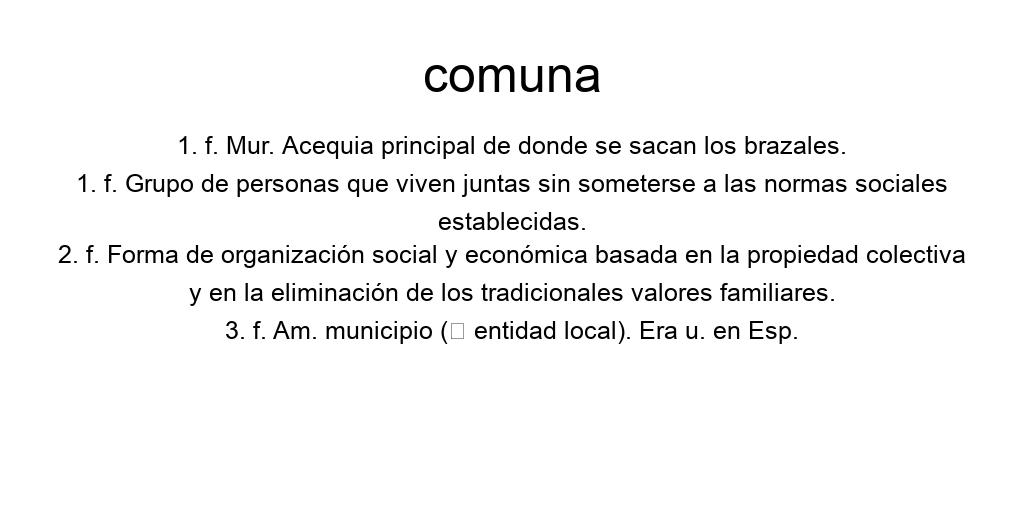 comuna
1. f. Mur. Acequia principal de donde se sacan los brazales.
1. f. Grupo de personas que viven juntas sin someterse a las normas sociales
establecidas.
2. f. Forma de organización social y económica basada en la propiedad colectiva
y en la eliminación de los tradicionales valores familiares.
3. f. Am. municipio (□ entidad local). Era u. en Esp.